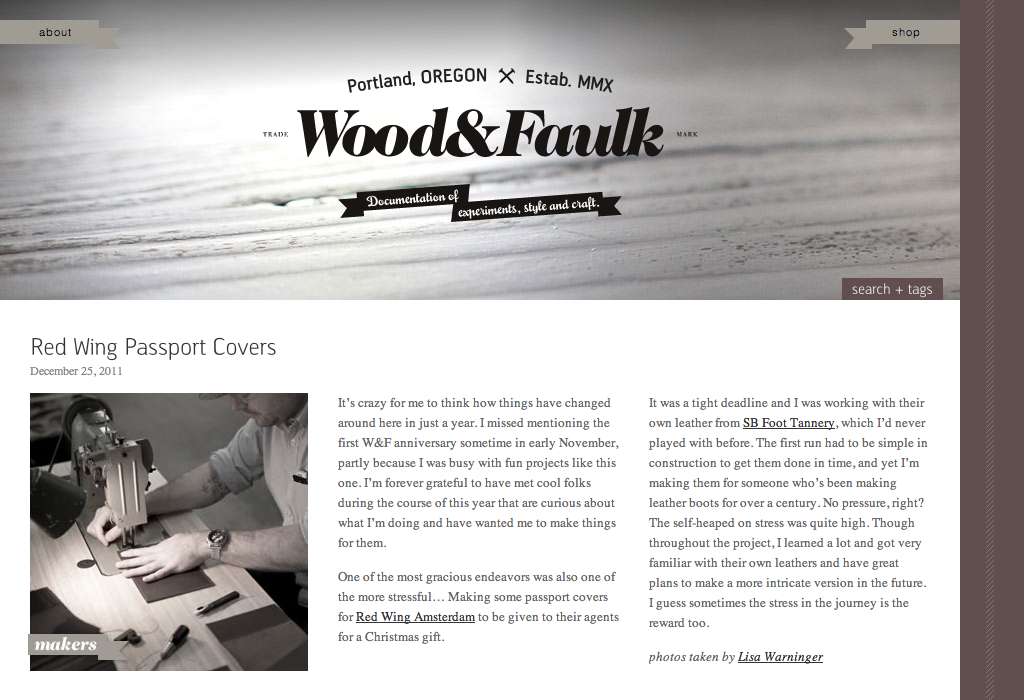 about
shop
Portland, OREGON Estab. MMX
TRADE Wood&Faulk MARK
Documentation of
experiments, style and craft.
search + tags
Red Wing Passport Covers
December 25, 2011
makers
It’s crazy for me to think how things have changed
around here in just a year. I missed mentioning the
first W&F anniversary sometime in early November,
partly because I was busy with fun projects like this
one. I’m forever grateful to have met cool folks
during the course of this year that are curious about
what I’m doing and have wanted me to make things
for them.
One of the most gracious endeavors was also one of
the more stressful… Making some passport covers
for Red Wing Amsterdam to be given to their agents
for a Christmas gift.
It was a tight deadline and I was working with their
own leather from SB Foot Tannery, which I’d never
played with before. The first run had to be simple in
construction to get them done in time, and yet I’m
making them for someone who’s been making
leather boots for over a century. No pressure, right?
The self-heaped on stress was quite high. Though
throughout the project, I learned a lot and got very
familiar with their own leathers and have great
plans to make a more intricate version in the future.
I guess sometimes the stress in the journey is the
reward too.
photos taken by Lisa Warninger